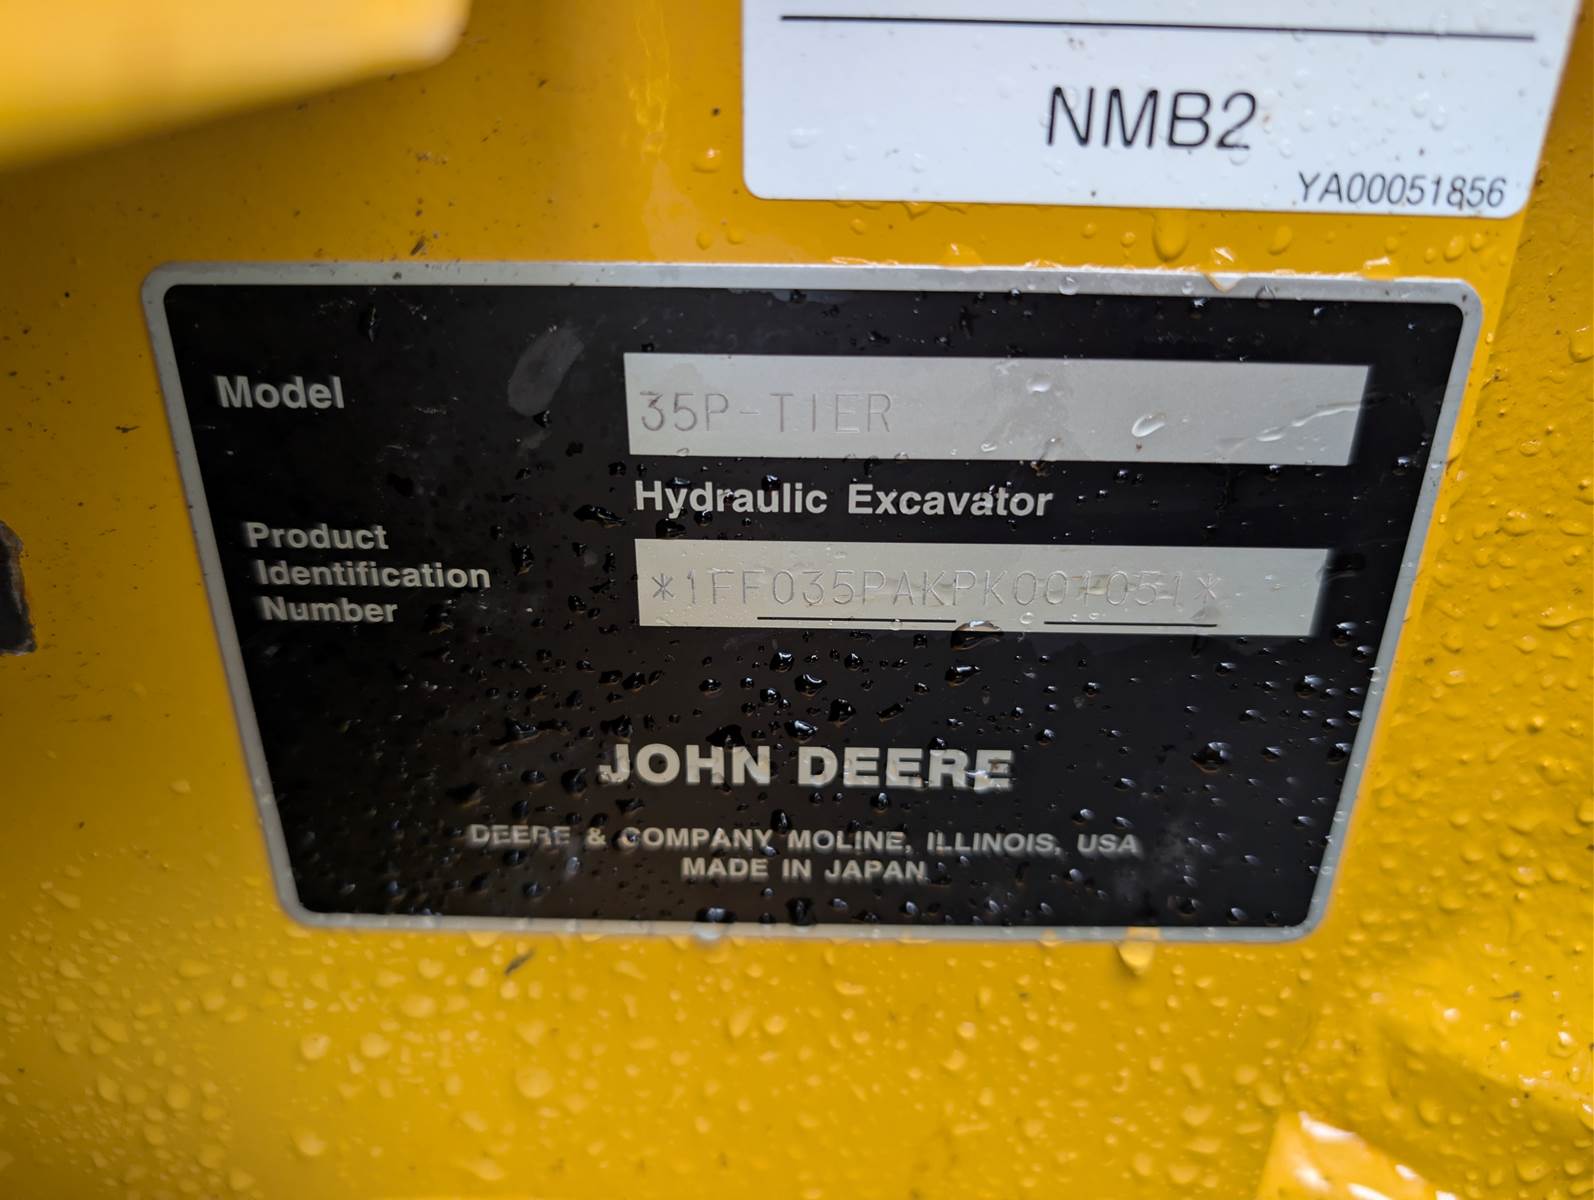 NMB2
YA00051856
Model
35P-TIER
Hydraulic Excavator
Product
Identification
Number
*1FF035PAKPK001051*
JOHN DEERE
DEERE & COMPANY MOLINE, ILLINOIS, USA
MADE IN JAPAN